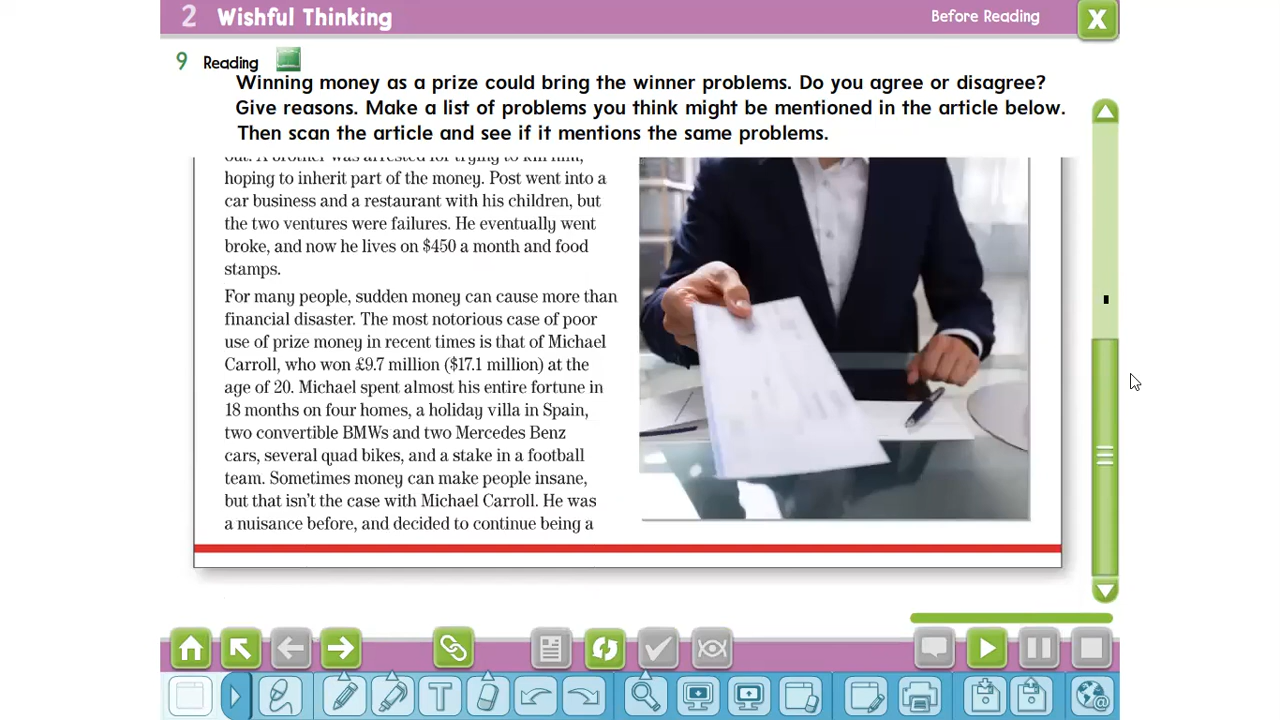 2 Wishful Thinking
Before Reading
X
9 Reading
Winning money as a prize could bring the winner problems. Do you agree or disagree?
Give reasons. Make a list of problems you think might be mentioned in the article below.
Then scan the article and see if it mentions the same problems.
out. A brother was arrested for trying to kill him,
hoping to inherit part of the money. Post went into a
car business and a restaurant with his children, but
the two ventures were failures. He eventually went
broke, and now he lives on $450 a month and food
stamps.
For many people, sudden money can cause more than
financial disaster. The most notorious case of poor
use of prize money in recent times is that of Michael
Carroll, who won £9.7 million ($17.1 million) at the
age of 20. Michael spent almost his entire fortune in
18 months on four homes, a holiday villa in Spain,
two convertible BMWs and two Mercedes Benz
cars, several quad bikes, and a stake in a football
team. Sometimes money can make people insane,
but that isn't the case with Michael Carroll. He was
a nuisance before, and decided to continue being a
T